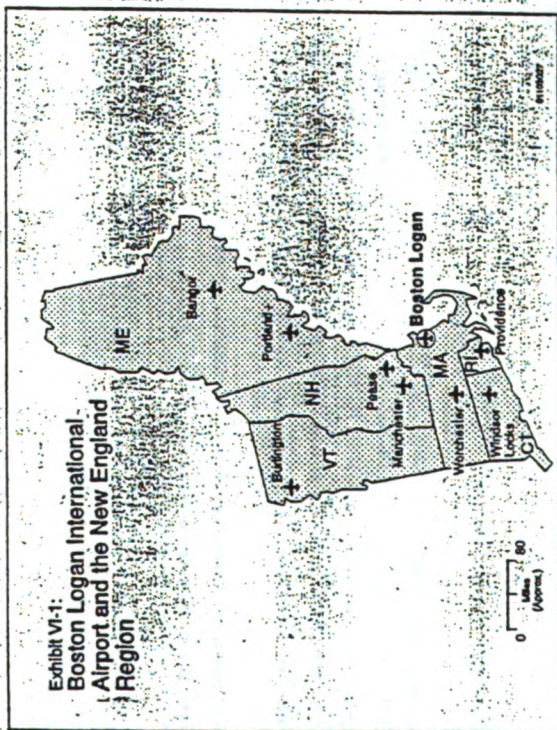 Exhibit VI-1:
Boston Logan International
Airport and the New England
Region
ME
Bangor
Portland
Burlington
VT
NH
Pease
Manchester
Boston Logan
MA
Worchester
Windsor
Locks
RI
Providence
CT
0 80
Miles
(Approx.)